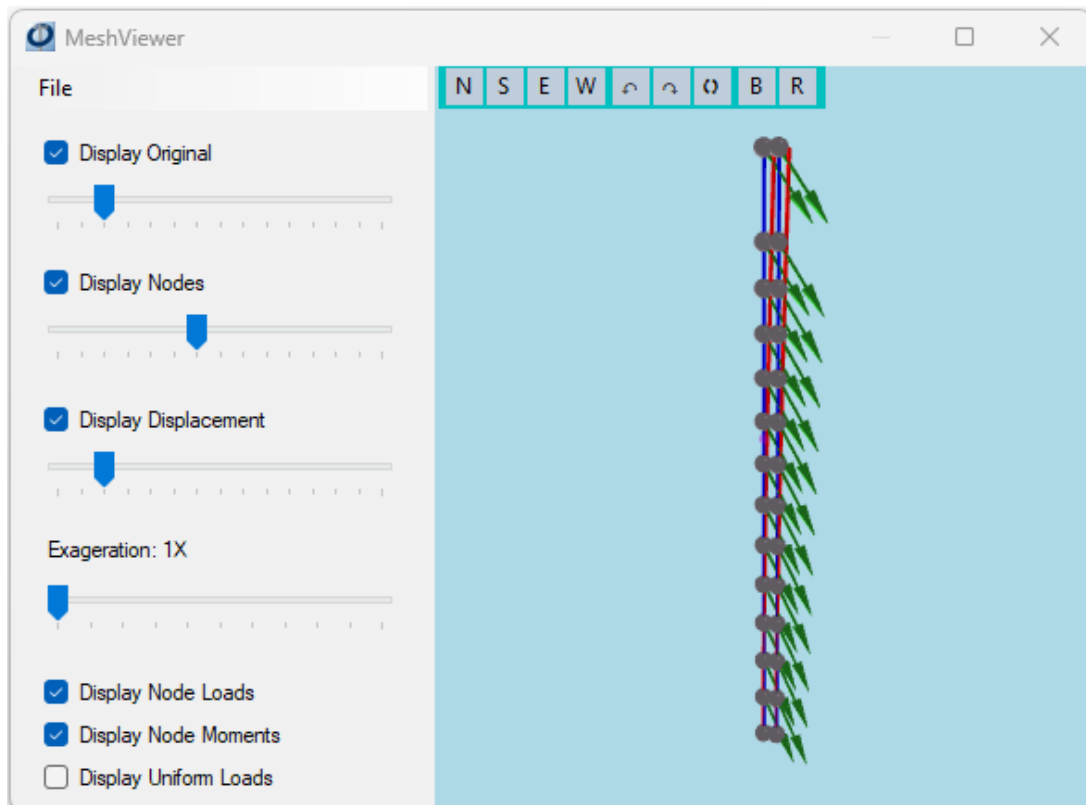 MeshViewer
File
N S E W B R
Display Original
Display Nodes
Display Displacement
Exageration: 1X
Display Node Loads
Display Node Moments
Display Uniform Loads